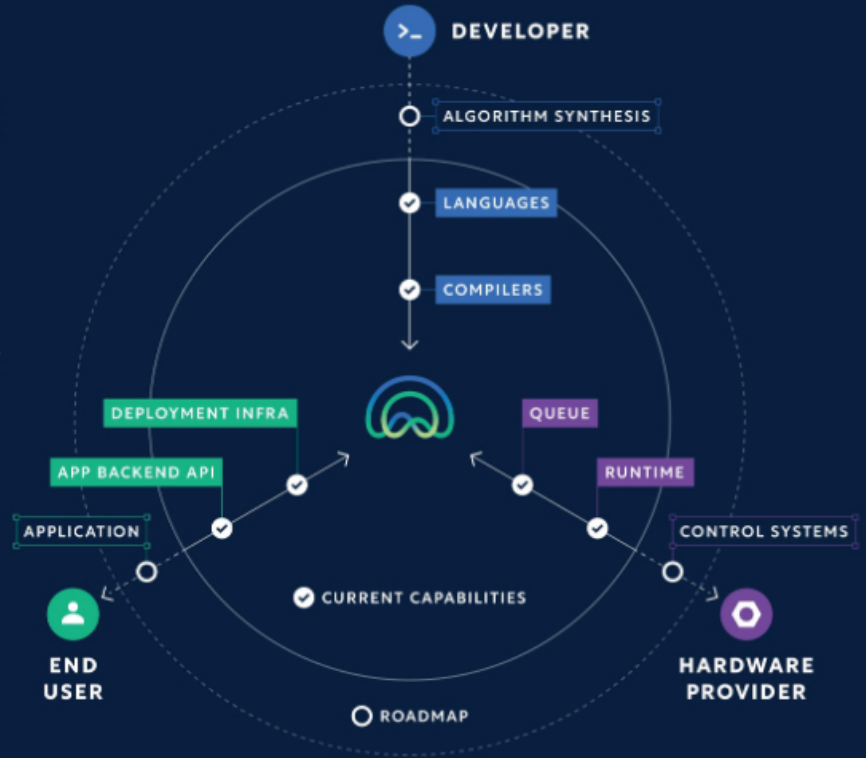 DEVELOPER
ALGORITHM SYNTHESIS
LANGUAGES
COMPILERS
DEPLOYMENT INFRA
QUEUE
APP BACKEND API
RUNTIME
APPLICATION
CONTROL SYSTEMS
CURRENT CAPABILITIES
END
USER
HARDWARE
PROVIDER
ROADMAP